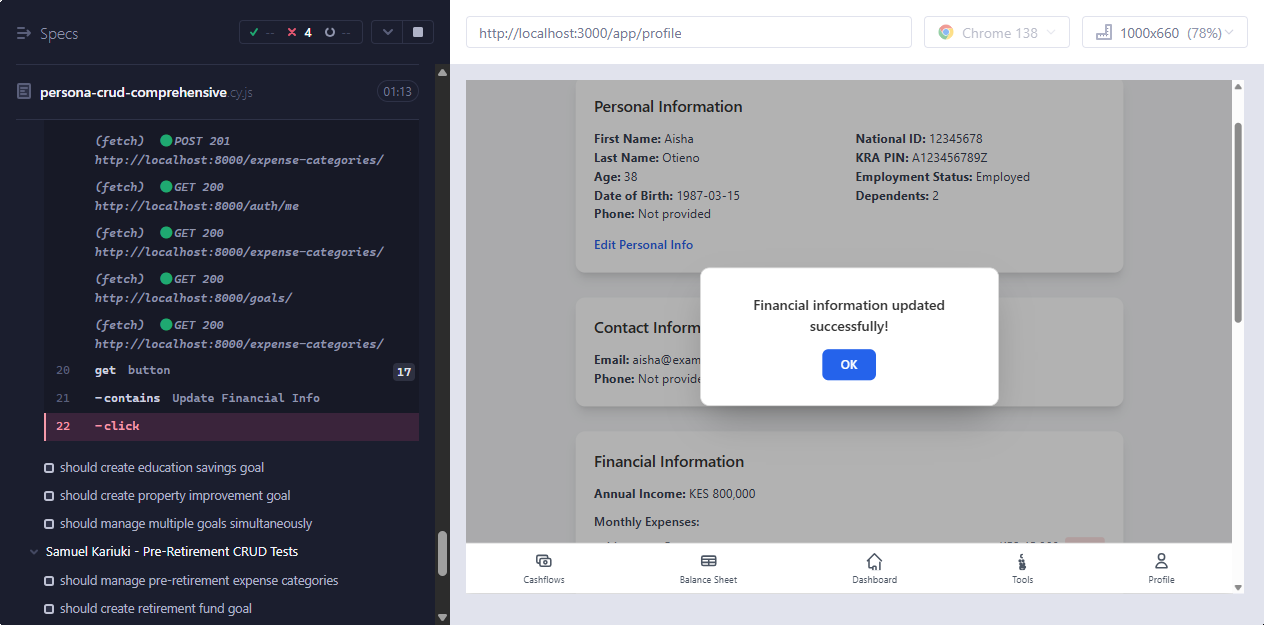 Specs
✓ -- × 4 --
persona-crud-comprehensive.cy.js
01:13
(fetch) POST 201
http://localhost:8000/expense-categories/
(fetch) GET 200
http://localhost:8000/auth/me
(fetch) GET 200
http://localhost:8000/expense-categories/
(fetch) GET 200
http://localhost:8000/goals/
(fetch) GET 200
http://localhost:8000/expense-categories/
20 get button 17
21 -contains Update Financial Info
22 -click
should create education savings goal
should create property improvement goal
should manage multiple goals simultaneously
Samuel Kariuki - Pre-Retirement CRUD Tests
should manage pre-retirement expense categories
should create retirement fund goal
http://localhost:3000/app/profile
Chrome 138
1000x660 (78%)
Personal Information
First Name: Aisha
Last Name: Otieno
Age: 38
Date of Birth: 1987-03-15
Phone: Not provided
National ID: 12345678
KRA PIN: A123456789Z
Employment Status: Employed
Dependents: 2
Edit Personal Info
Financial information updated
successfully!
OK
Contact Inform
Email: aisha@exam
Phone: Not provide
Financial Information
Annual Income: KES 800,000
Monthly Expenses:
Cashflows
Balance Sheet
Dashboard
Tools
Profile